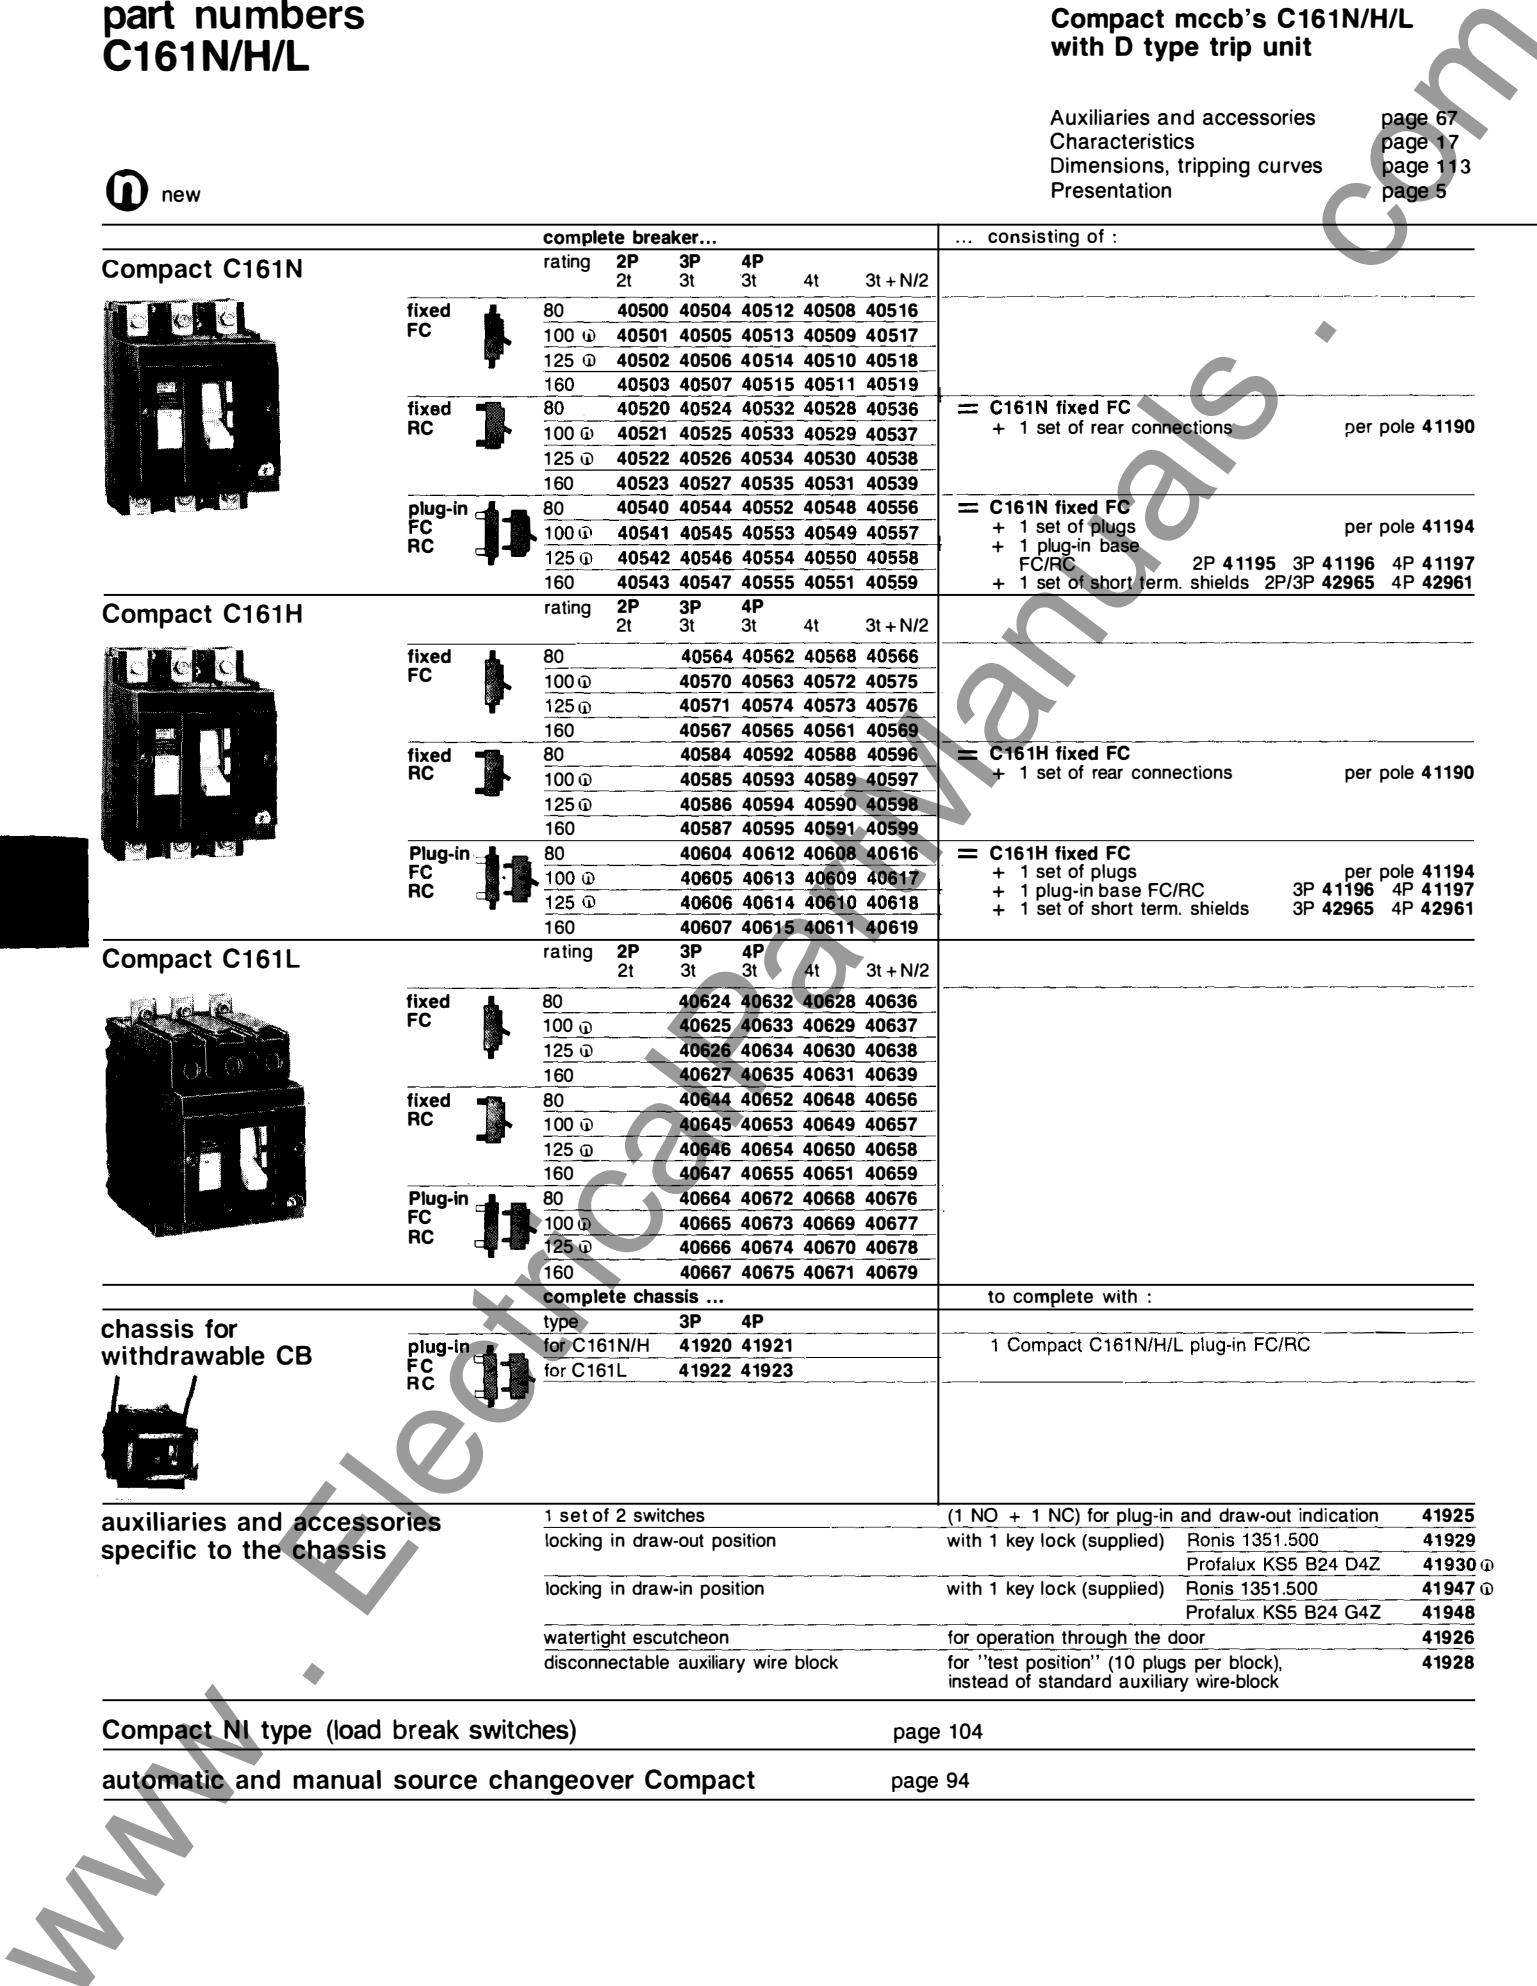 part numbers
C161N/H/L
Compact mccb's C161N/H/L
with D type trip unit
Auxiliaries and accessories page 67
Characteristics page 17
Dimensions, tripping curves page 113
Presentation page 5
n new
complete breaker... ... consisting of :
Compact C161N
rating 2P 3P 4P
2t 3t 3t 4t 3t + N/2
fixed
FC
80 40500 40504 40512 40508 40516
100 n 40501 40505 40513 40509 40517
125 n 40502 40506 40514 40510 40518
160 40503 40507 40515 40511 40519
fixed
RC
80 40520 40524 40532 40528 40536
100 n 40521 40525 40533 40529 40537
125 n 40522 40526 40534 40530 40538
160 40523 40527 40535 40531 40539
= C161N fixed FC
+ 1 set of rear connections per pole 41190
plug-in
FC
RC
80 40540 40544 40552 40548 40556
100 n 40541 40545 40553 40549 40557
125 n 40542 40546 40554 40550 40558
160 40543 40547 40555 40551 40559
= C161N fixed FC
+ 1 set of plugs per pole 41194
+ 1 plug-in base
FC/RC 2P 41195 3P 41196 4P 41197
+ 1 set of short term. shields 2P/3P 42965 4P 42961
Compact C161H
rating 2P 3P 4P
2t 3t 3t 4t 3t + N/2
fixed
FC
80 40564 40562 40568 40566
100 n 40570 40563 40572 40575
125 n 40571 40574 40573 40576
160 40567 40565 40561 40569
fixed
RC
80 40584 40592 40588 40596
100 n 40585 40593 40589 40597
125 n 40586 40594 40590 40598
160 40587 40595 40591 40599
= C161H fixed FC
+ 1 set of rear connections per pole 41190
Plug-in
FC
RC
80 40604 40612 40608 40616
100 n 40605 40613 40609 40617
125 n 40606 40614 40610 40618
160 40607 40615 40611 40619
= C161H fixed FC
+ 1 set of plugs per pole 41194
+ 1 plug-in base FC/RC 3P 41196 4P 41197
+ 1 set of short term. shields 3P 42965 4P 42961
Compact C161L
rating 2P 3P 4P
2t 3t 3t 4t 3t + N/2
fixed
FC
80 40624 40632 40628 40636
100 n 40625 40633 40629 40637
125 n 40626 40634 40630 40638
160 40627 40635 40631 40639
fixed
RC
80 40644 40652 40648 40656
100 n 40645 40653 40649 40657
125 n 40646 40654 40650 40658
160 40647 40655 40651 40659
Plug-in
FC
RC
80 40664 40672 40668 40676
100 n 40665 40673 40669 40677
125 n 40666 40674 40670 40678
160 40667 40675 40671 40679
complete chassis ... to complete with :
chassis for
withdrawable CB
type 3P 4P
plug-in
FC
RC
for C161N/H 41920 41921 1 Compact C161N/H/L plug-in FC/RC
for C161L 41922 41923
auxiliaries and accessories
specific to the chassis
1 set of 2 switches (1 NO + 1 NC) for plug-in and draw-out indication 41925
locking in draw-out position with 1 key lock (supplied) Ronis 1351.500 41929
Profalux KS5 B24 D4Z 41930 n
locking in draw-in position with 1 key lock (supplied) Ronis 1351.500 41947 n
Profalux KS5 B24 G4Z 41948
watertight escutcheon for operation through the door 41926
disconnectable auxiliary wire block for ''test position'' (10 plugs per block), 41928
instead of standard auxiliary wire-block
Compact NI type (load break switches) page 104
automatic and manual source changeover Compact page 94
www . ElectricalPartManuals . com